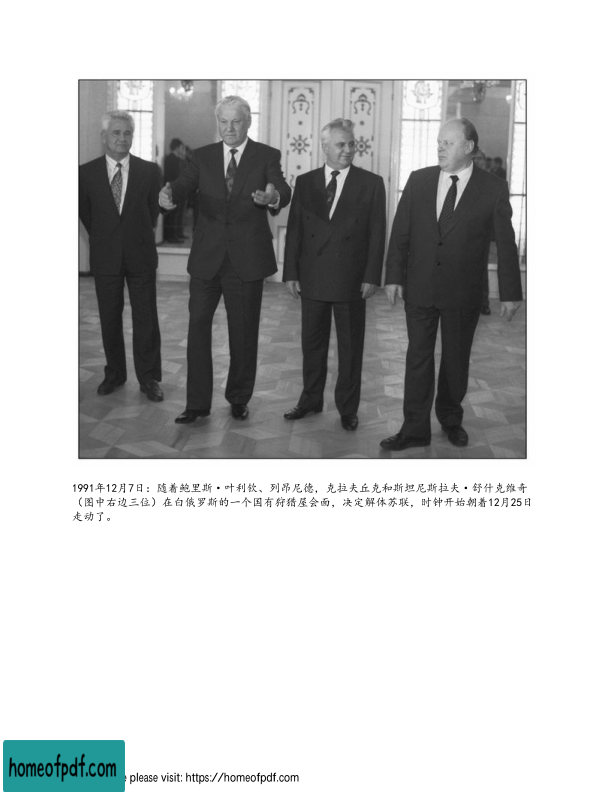 1991年12月7日：随着鲍里斯·叶利钦、列昂尼德，克拉夫丘克和斯坦尼斯拉夫·舒什克维奇
（图中右边三位）在白俄罗斯的一个国有狩猎屋会面，决定解体苏联，时钟开始朝着12月25日
走动了。
homeofpdf.com
e please visit: https://homeofpdf.com